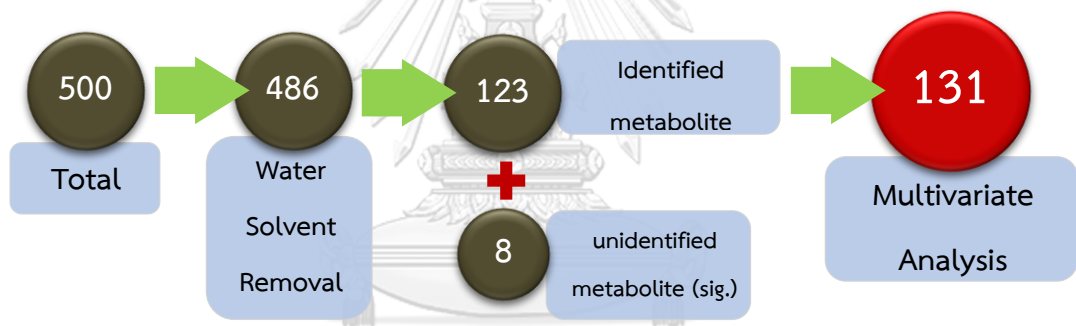 500
Total
486
Water
Solvent
Removal
123
Identified
metabolite
8
unidentified
metabolite (sig.)
131
Multivariate
Analysis